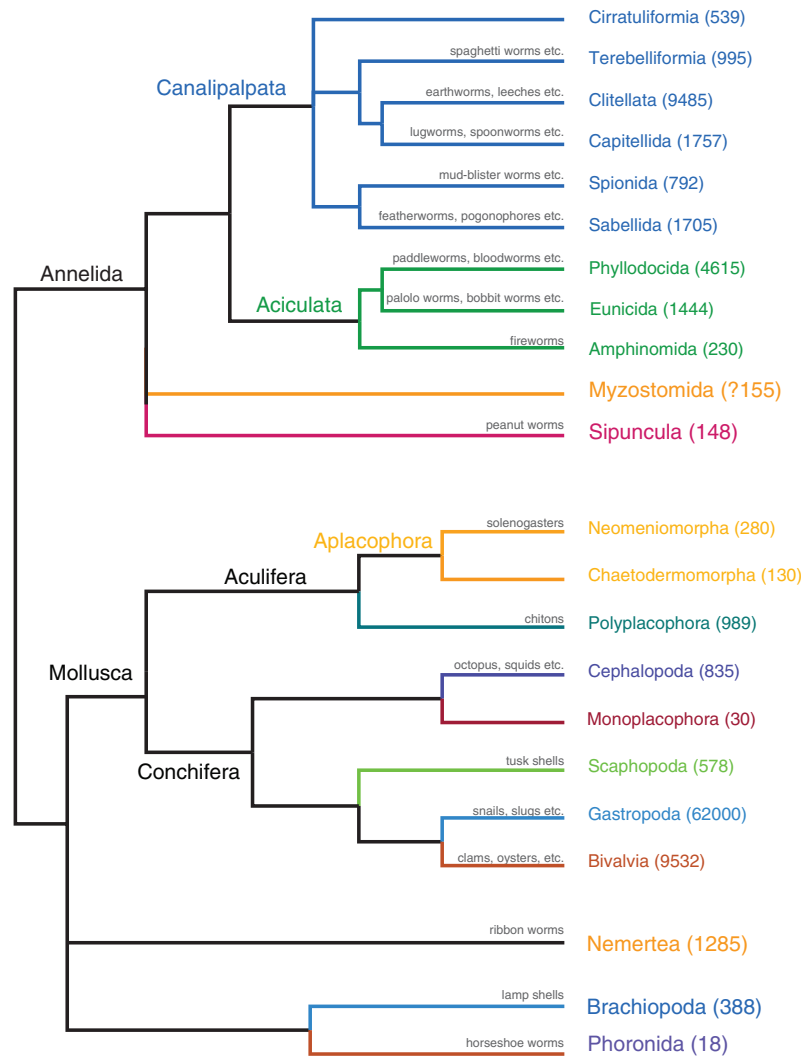 Cirratuliformia (539)
spaghetti worms etc.
Terebelliformia (995)
Canalipalpata
earthworms, leeches etc.
Clitellata (9485)
lugworms, spoonworms etc.
Capitellida (1757)
mud-blister worms etc.
Spionida (792)
featherworms, pogonophores etc.
Sabellida (1705)
paddleworms, bloodworms etc.
Phyllodocida (4615)
Annelida
palolo worms, bobbit worms etc.
Eunicida (1444)
Aciculata
fireworms
Amphinomida (230)
Myzostomida (?155)
peanut worms
Sipuncula (148)
solenogasters
Neomeniomorpha (280)
Aplacophora
Aculifera
Chaetodermomorpha (130)
chitons
Polyplacophora (989)
octopus, squids etc.
Cephalopoda (835)
Mollusca
Monoplacophora (30)
Conchifera
tusk shells
Scaphopoda (578)
snails, slugs etc.
Gastropoda (62000)
clams, oysters, etc.
Bivalvia (9532)
ribbon worms
Nemertea (1285)
lamp shells
Brachiopoda (388)
horseshoe worms
Phoronida (18)